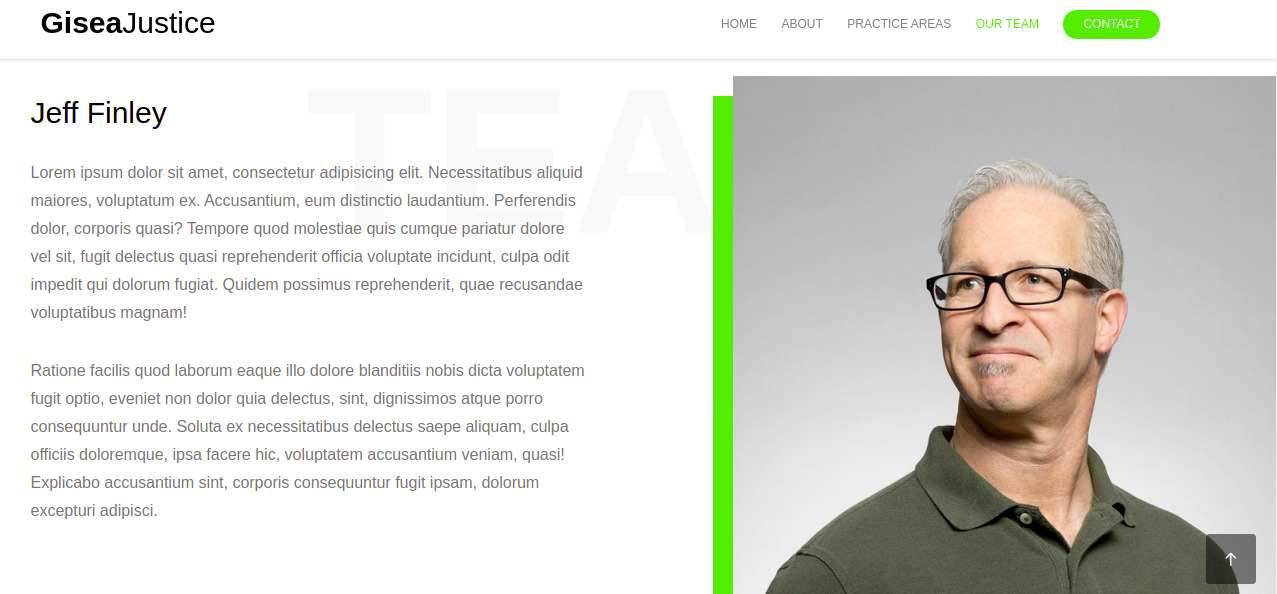 GiseaJustice
HOME ABOUT PRACTICE AREAS OUR TEAM CONTACT
TEA
Jeff Finley
Lorem ipsum dolor sit amet, consectetur adipisicing elit. Necessitatibus aliquid
maiores, voluptatum ex. Accusantium, eum distinctio laudantium. Perferendis
dolor, corporis quasi? Tempore quod molestiae quis cumque pariatur dolore
vel sit, fugit delectus quasi reprehenderit officia voluptate incidunt, culpa odit
impedit qui dolorum fugiat. Quidem possimus reprehenderit, quae recusandae
voluptatibus magnam!
Ratione facilis quod laborum eaque illo dolore blanditiis nobis dicta voluptatem
fugit optio, eveniet non dolor quia delectus, sint, dignissimos atque porro
consequuntur unde. Soluta ex necessitatibus delectus saepe aliquam, culpa
officiis doloremque, ipsa facere hic, voluptatem accusantium veniam, quasi!
Explicabo accusantium sint, corporis consequuntur fugit ipsam, dolorum
excepturi adipisci.